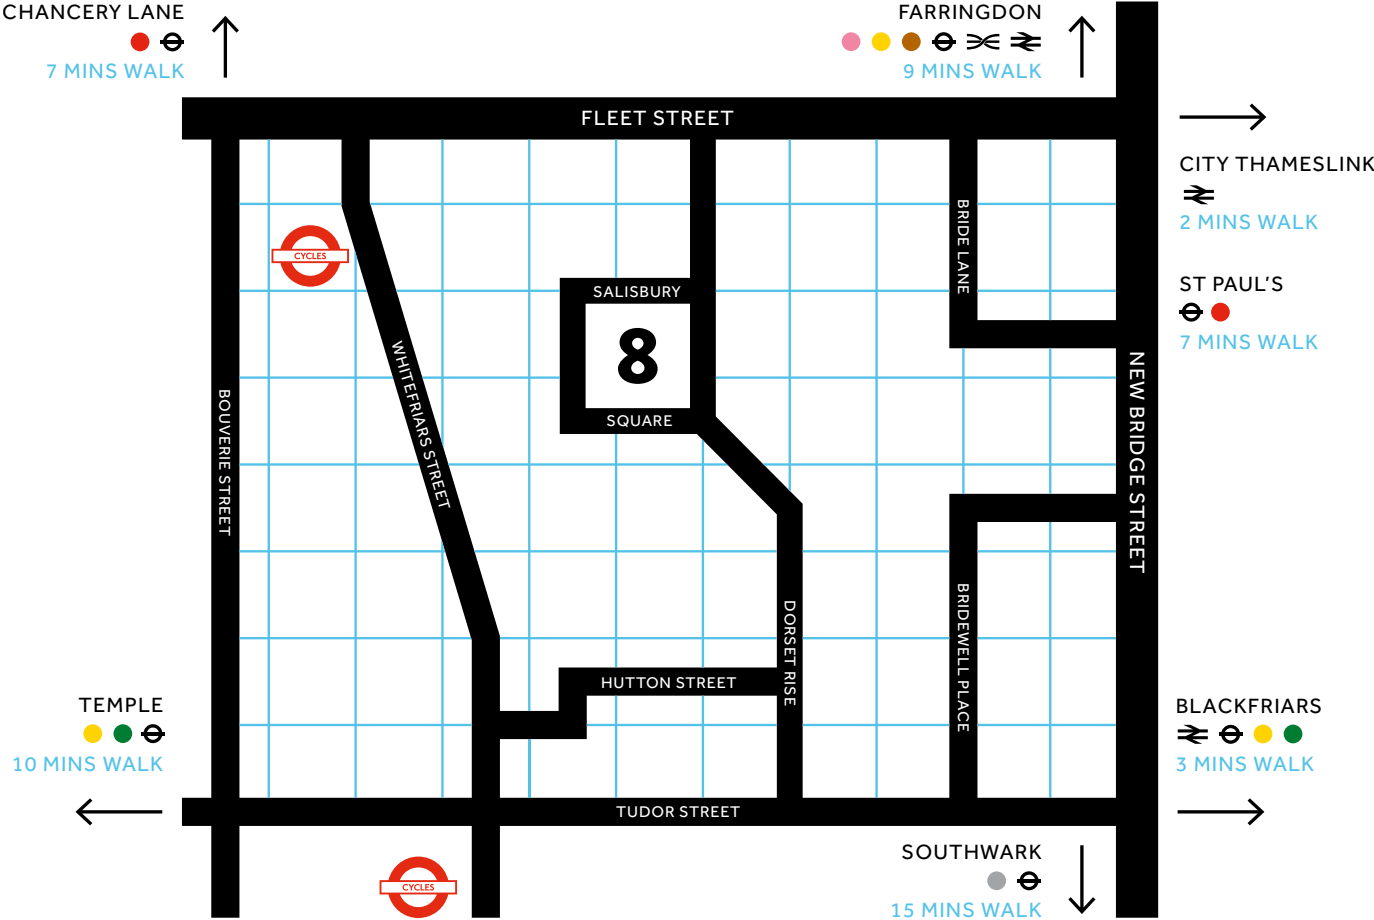 CHANCERY LANE
7 MINS WALK
FARRINGDON
9 MINS WALK
FLEET STREET
CITY THAMESLINK
2 MINS WALK
ST PAUL'S
7 MINS WALK
CYCLES
BRIDE LANE
SALISBURY
8
SQUARE
WHITEFRIARS STREET
BOUVERIE STREET
NEW BRIDGE STREET
DORSET RISE
BRIDEWELL PLACE
HUTTON STREET
TEMPLE
10 MINS WALK
BLACKFRIARS
3 MINS WALK
TUDOR STREET
CYCLES
SOUTHWARK
15 MINS WALK